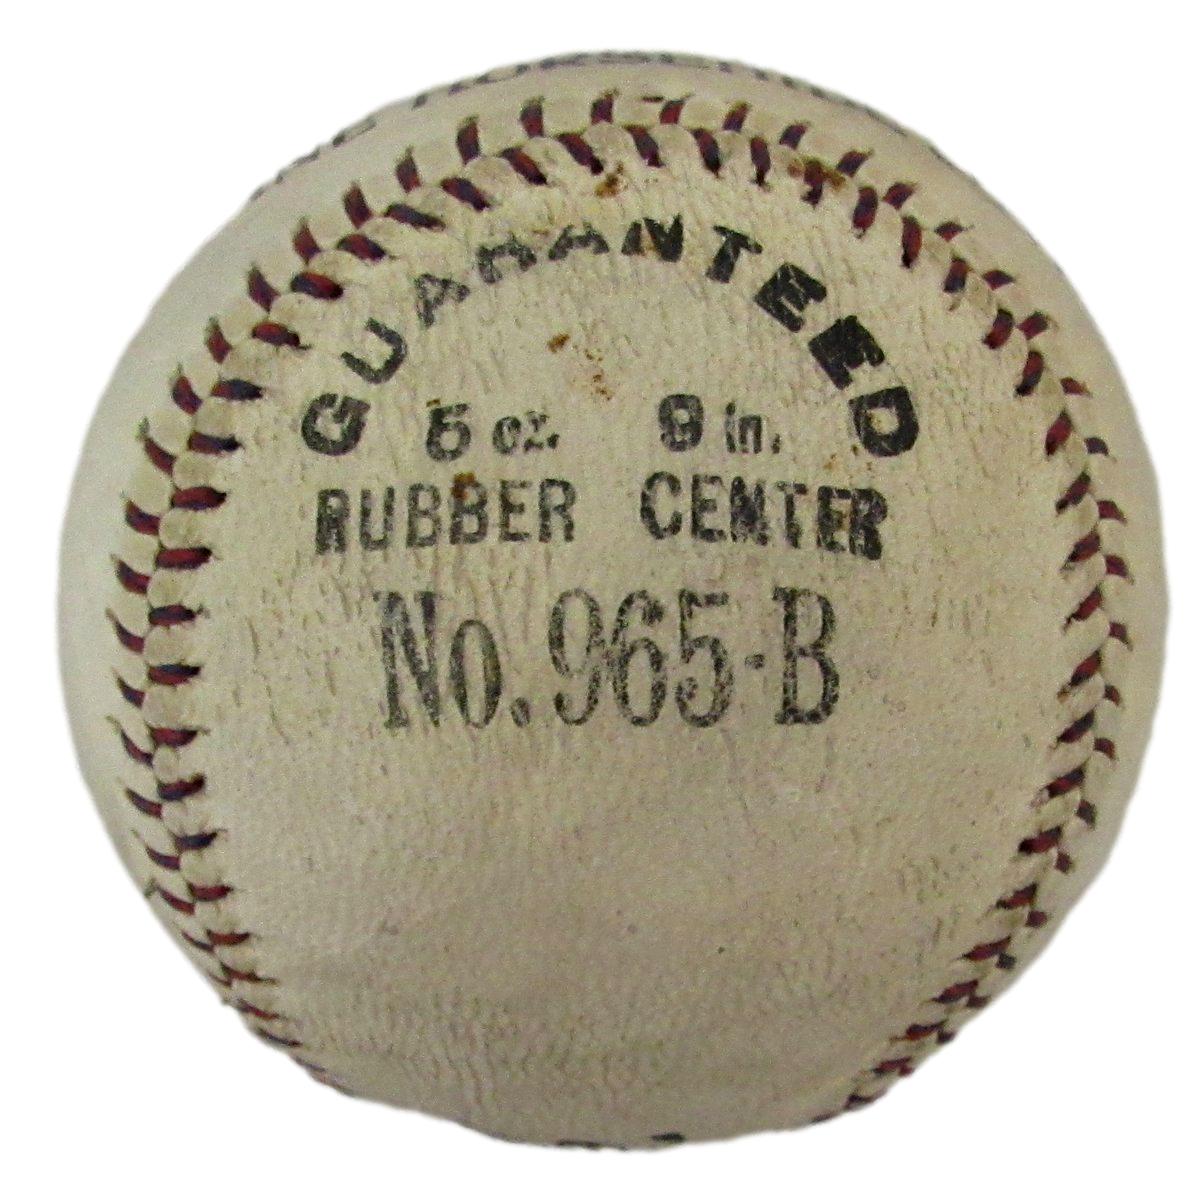 GUARANTEED
5 oz. 9 in.
RUBBER CENTER
No. 965-B